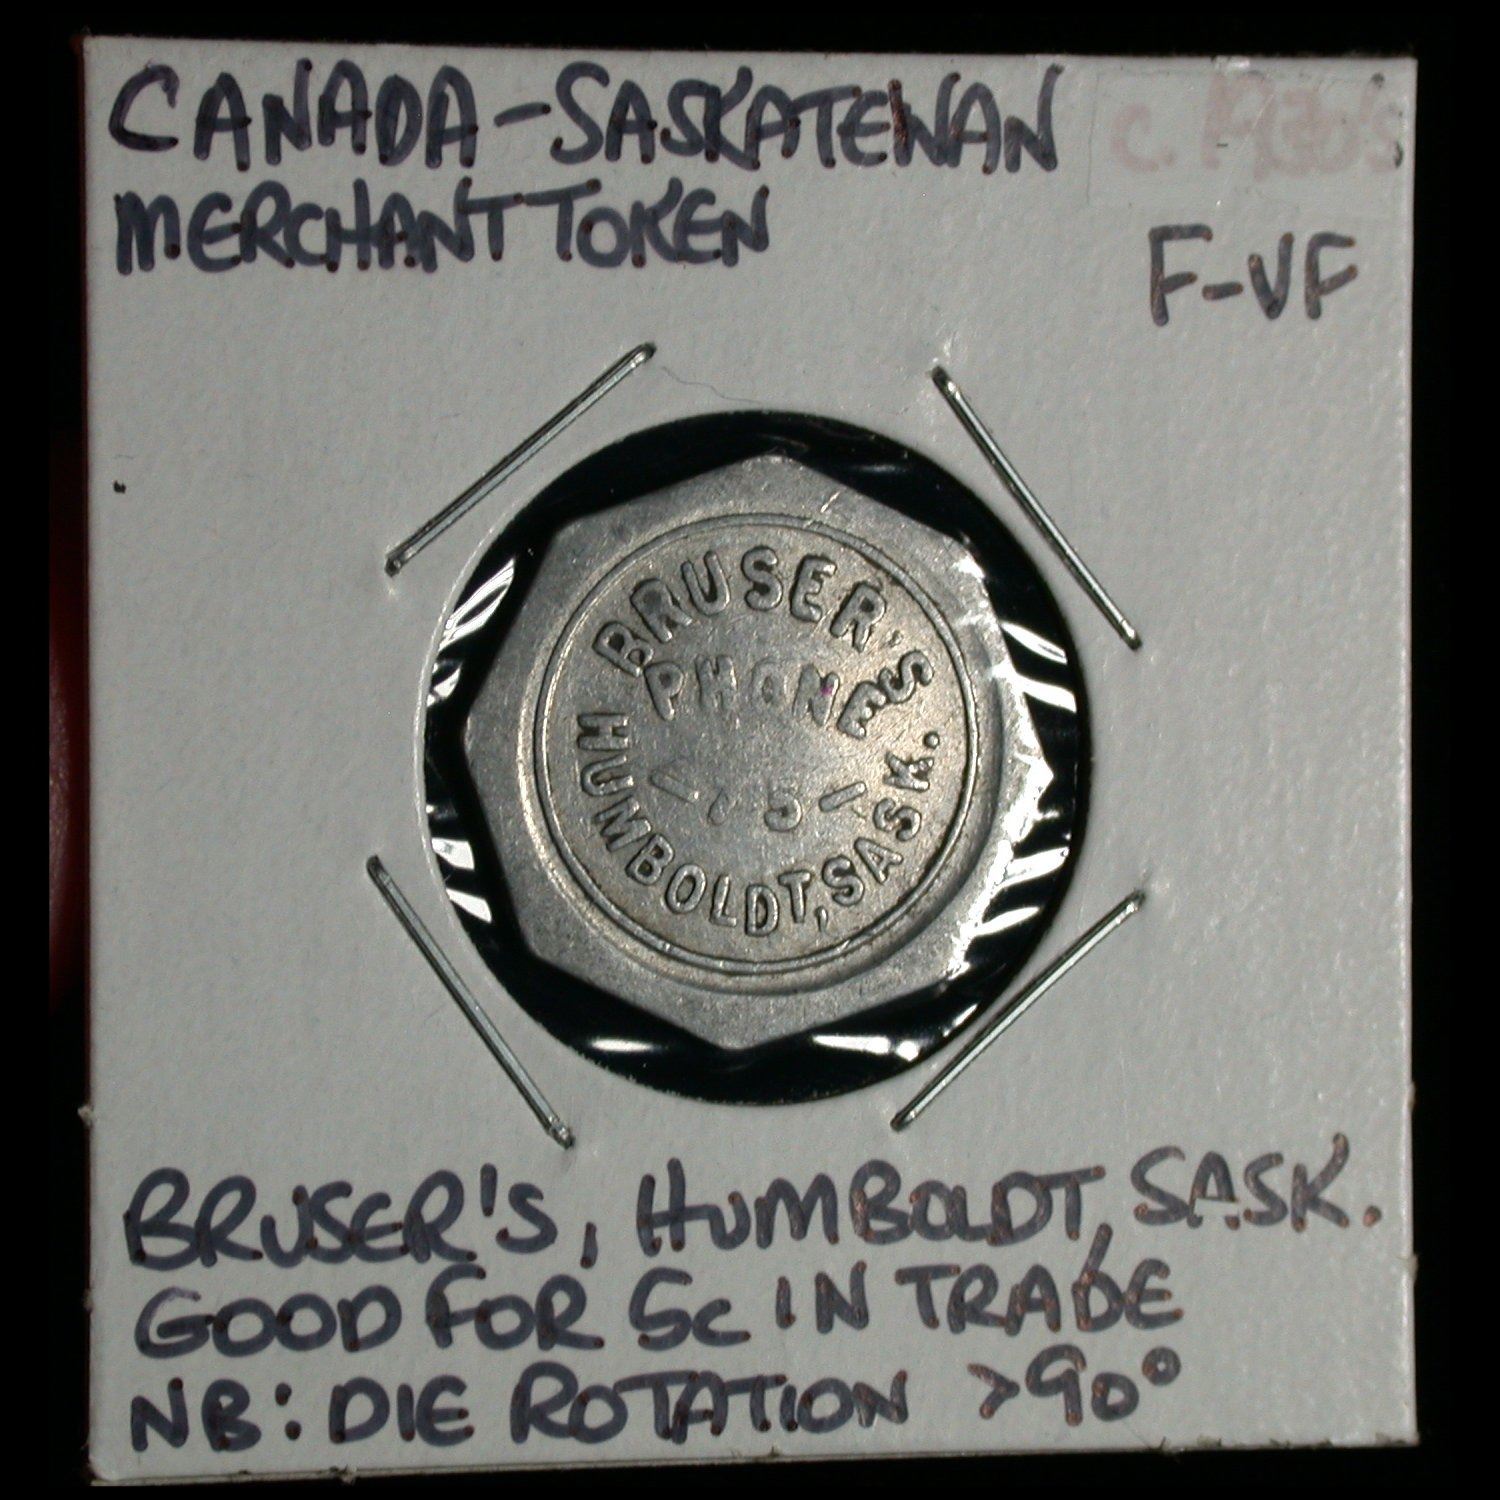 CANADA-SASKATEWAN
c. 1950's
MERCHANT TOKEN
F-VF
BRUSER'S
PHONE
HUMBOLDT, SASK.
BRUSER'S, HUMBOLDT, SASK.
GOOD FOR 5c IN TRADE
NB: DIE ROTATION >90°